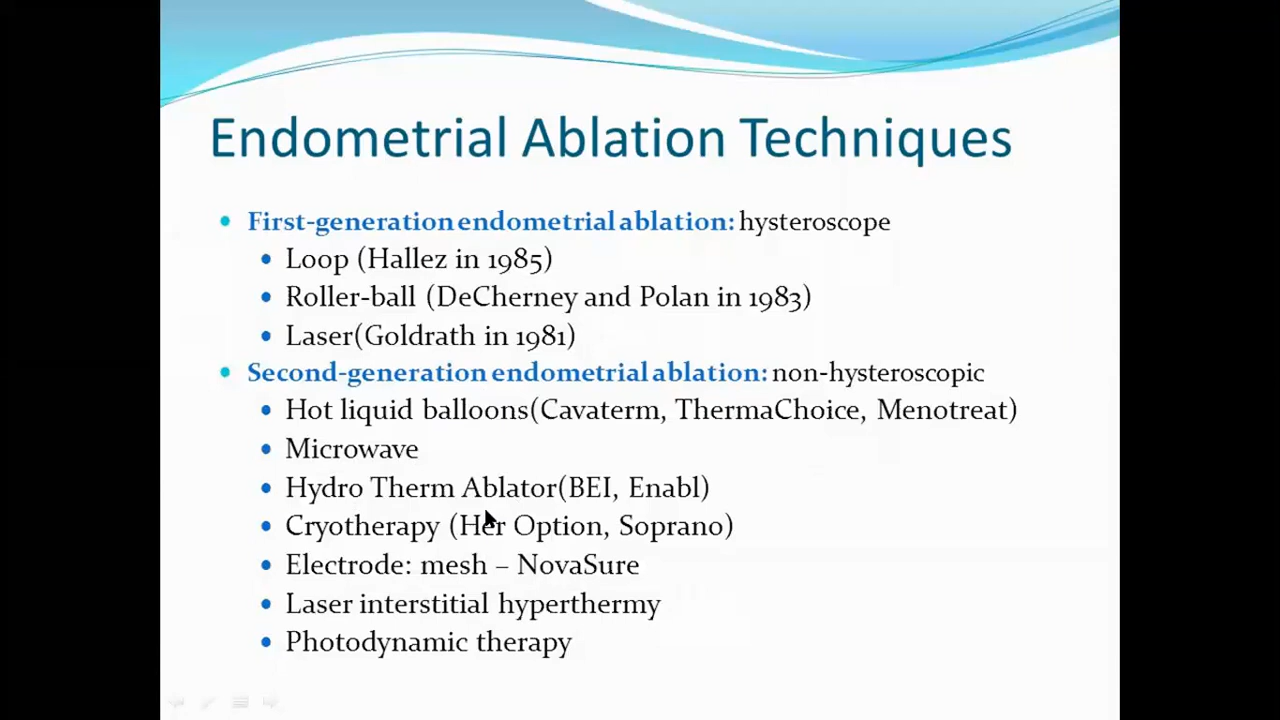 Endometrial Ablation Techniques
First-generation endometrial ablation: hysteroscope
Loop (Hallez in 1985)
Roller-ball (DeCherney and Polan in 1983)
Laser(Goldrath in 1981)
Second-generation endometrial ablation: non-hysteroscopic
Hot liquid balloons(Cavaterm, ThermaChoice, Menotreat)
Microwave
Hydro Therm Ablator(BEI, Enabl)
Cryotherapy (Her Option, Soprano)
Electrode: mesh – NovaSure
Laser interstitial hyperthermy
Photodynamic therapy